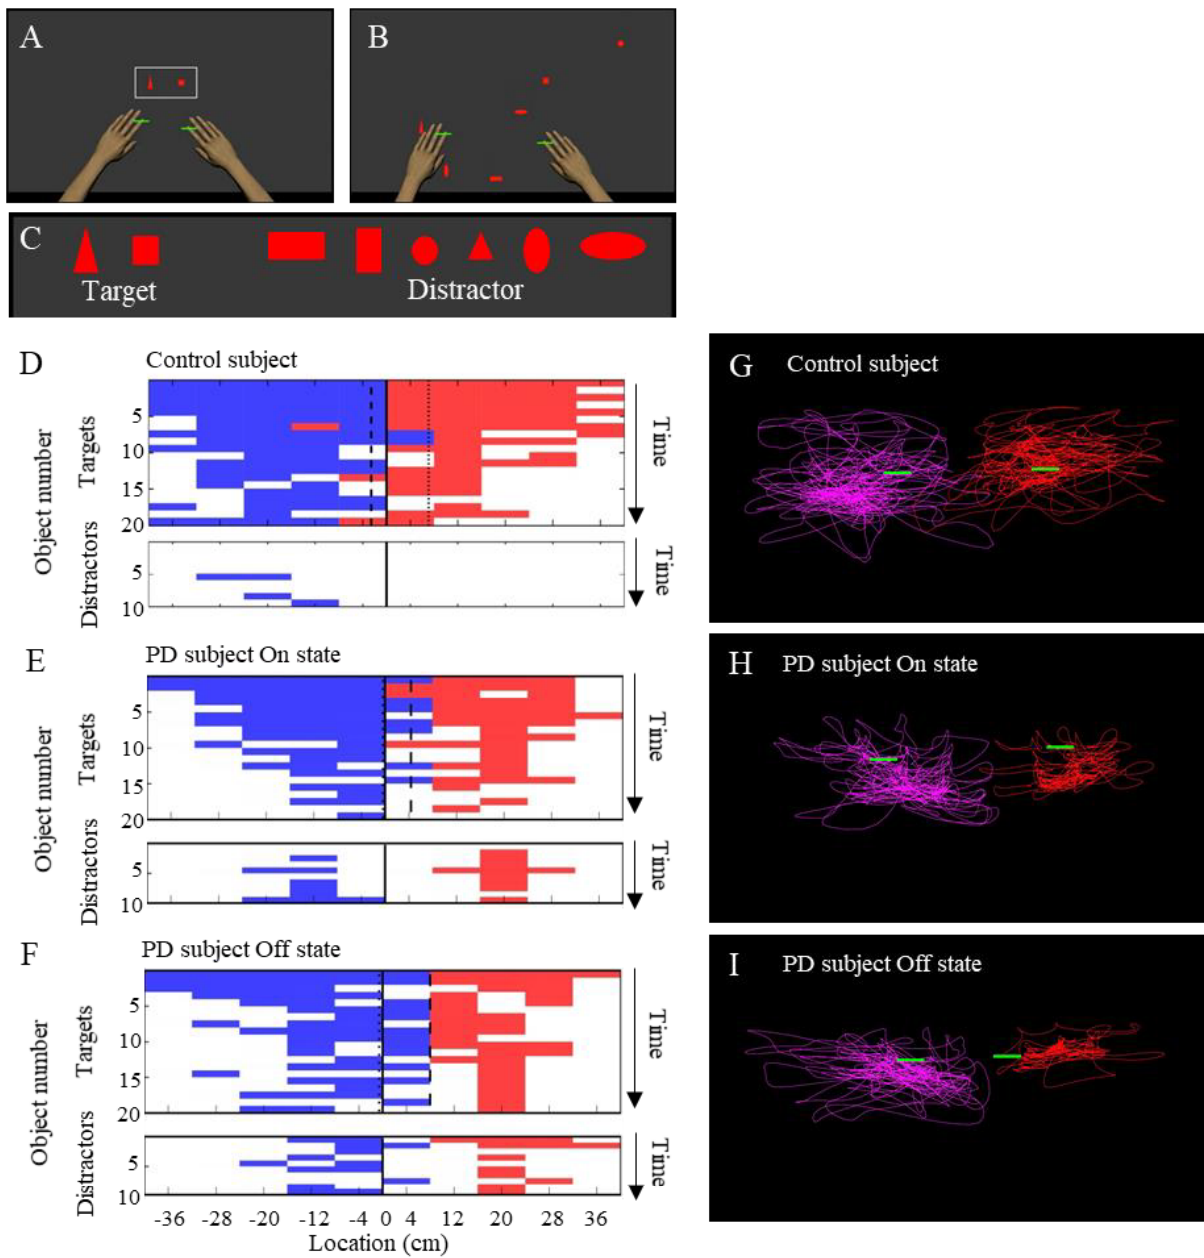 A
B
C
Target
Distractor
D
Control subject
Object number
Targets
5
10
15
20
Time
Distractors
5
10
Time
E
PD subject On state
Object number
Targets
5
10
15
20
Time
Distractors
5
10
Time
F
PD subject Off state
Object number
Targets
5
10
15
20
Time
Distractors
5
10
Time
-36 -28 -20 -12 -4 0 4 12 20 28 36
Location (cm)
G
Control subject
H
PD subject On state
I
PD subject Off state